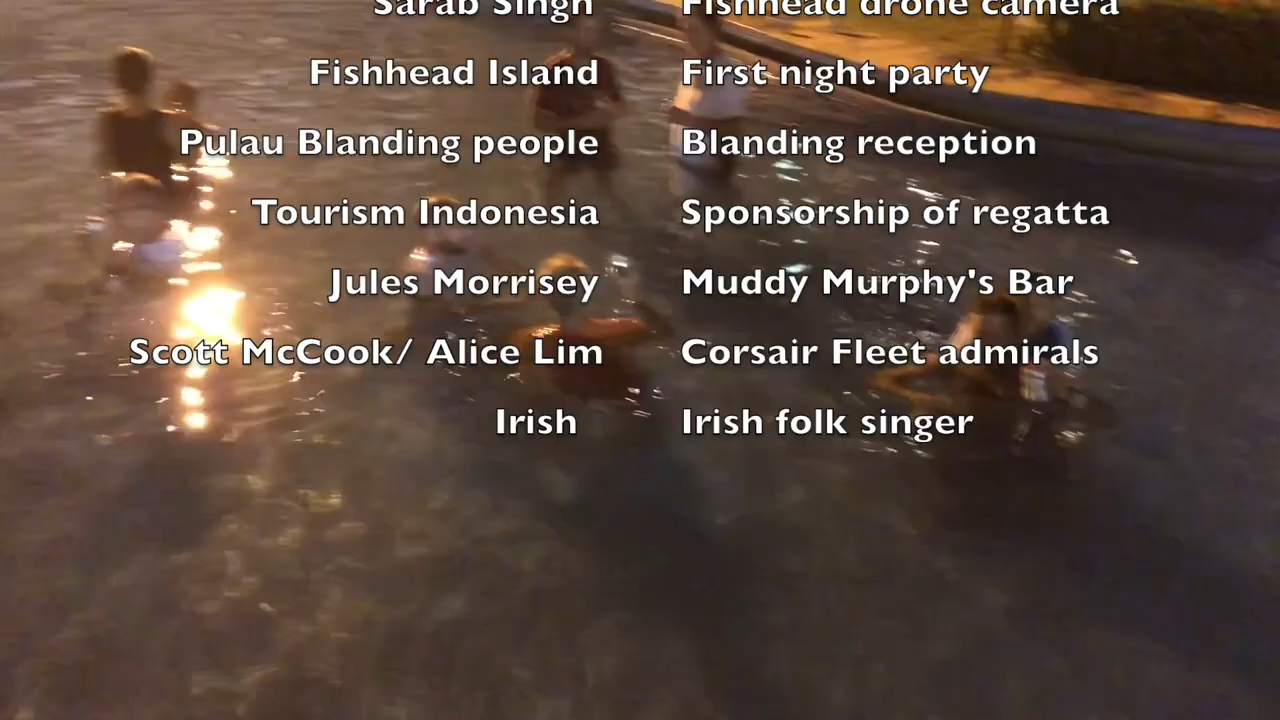 Sarab Singh Fishhead drone camera
Fishhead Island First night party
Pulau Blanding people Blanding reception
Tourism Indonesia Sponsorship of regatta
Jules Morrisey Muddy Murphy's Bar
Scott McCook/ Alice Lim Corsair Fleet admirals
Irish Irish folk singer